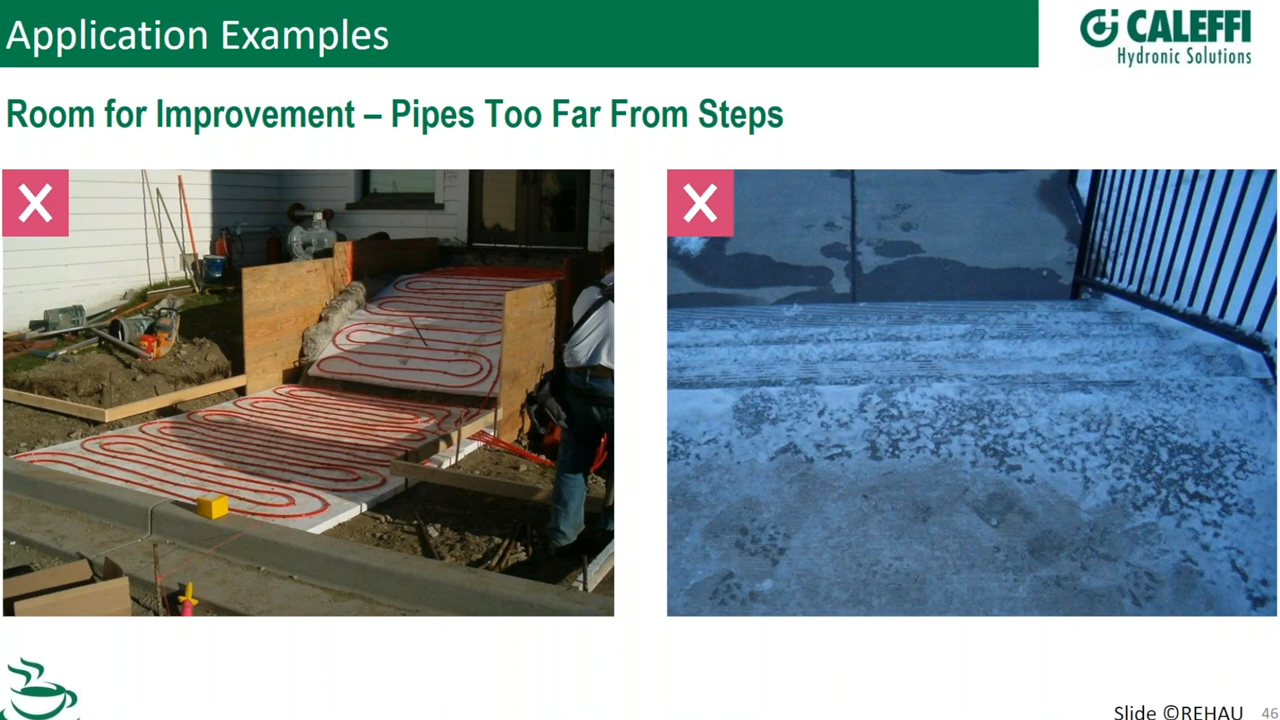 Application Examples
CALEFFI
Hydronic Solutions
Room for Improvement – Pipes Too Far From Steps
Slide ©REHAU 46